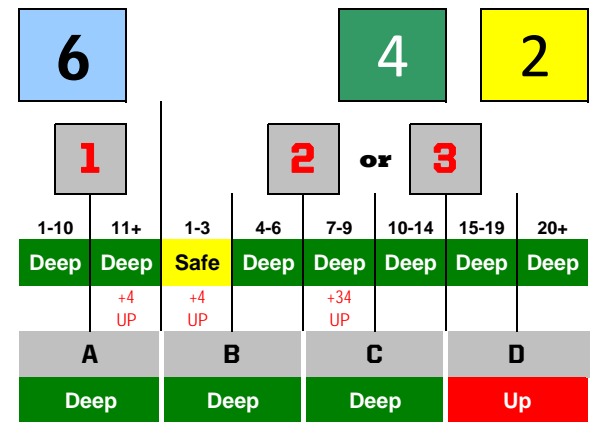 6 4 2
1 2 or 3
1-10 11+ 1-3 4-6 7-9 10-14 15-19 20+
Deep Deep Safe Deep Deep Deep Deep Deep
+4 +4 +34
UP UP UP
A B C D
Deep Deep Deep Up